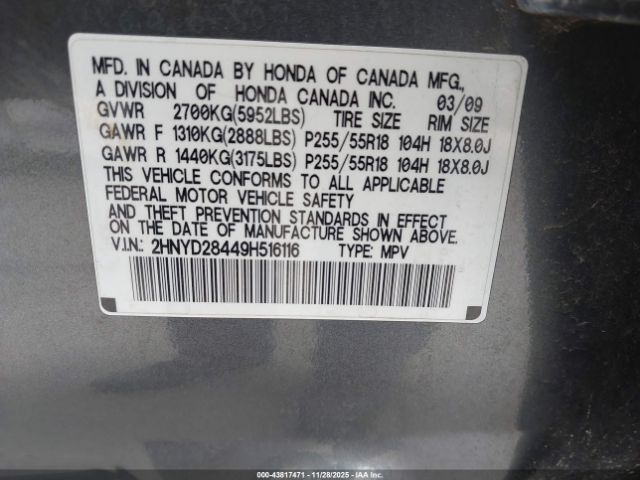 MFD. IN CANADA BY HONDA OF CANADA MFG.,
A DIVISION OF HONDA CANADA INC. 03/09
GVWR 2700KG(5952LBS) TIRE SIZE RIM SIZE
GAWR F 1310KG(2888LBS) P255/55R18 104H 18X8.0J
GAWR R 1440KG(3175LBS) P255/55R18 104H 18X8.0J
THIS VEHICLE CONFORMS TO ALL APPLICABLE
FEDERAL MOTOR VEHICLE SAFETY
AND THEFT PREVENTION STANDARDS IN EFFECT
ON THE DATE OF MANUFACTURE SHOWN ABOVE.
V.I.N.: 2HNYD28449H516116 TYPE: MPV
000-43817471 - 11/28/2025 - IAAI.COM